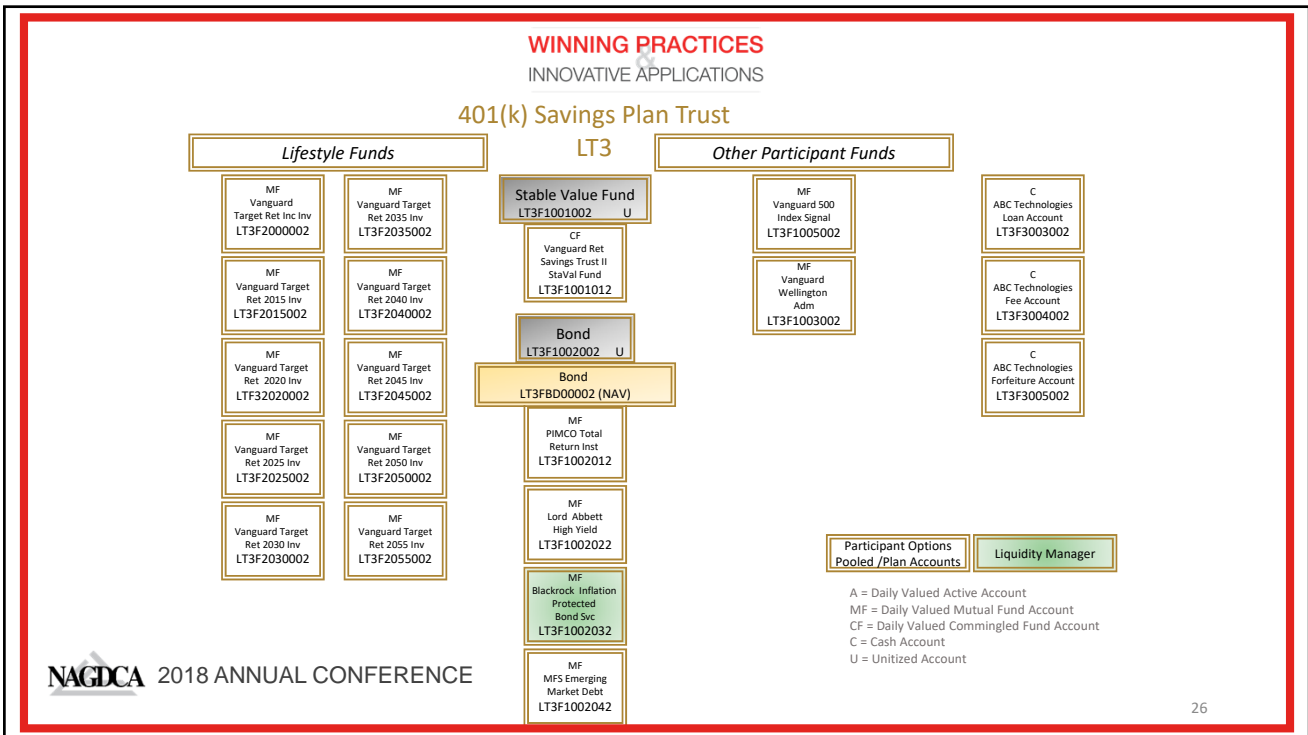 WINNING PRACTICES
&
INNOVATIVE APPLICATIONS
401(k) Savings Plan Trust
LT3
Lifestyle Funds
Other Participant Funds
MF
Vanguard
Target Ret Inc Inv
LT3F2000002
MF
Vanguard Target
Ret 2015 Inv
LT3F2015002
MF
Vanguard Target
Ret 2020 Inv
LTF32020002
MF
Vanguard Target
Ret 2025 Inv
LT3F2025002
MF
Vanguard Target
Ret 2030 Inv
LT3F2030002
MF
Vanguard Target
Ret 2035 Inv
LT3F2035002
MF
Vanguard Target
Ret 2040 Inv
LT3F2040002
MF
Vanguard Target
Ret 2045 Inv
LT3F2045002
MF
Vanguard Target
Ret 2050 Inv
LT3F2050002
MF
Vanguard Target
Ret 2055 Inv
LT3F2055002
Stable Value Fund
LT3F1001002 U
CF
Vanguard Ret
Savings Trust II
StaVal Fund
LT3F1001012
Bond
LT3F1002002 U
Bond
LT3FBD00002 (NAV)
MF
PIMCO Total
Return Inst
LT3F1002012
MF
Lord Abbett
High Yield
LT3F1002022
MF
Blackrock Inflation
Protected
Bond Svc
LT3F1002032
MF
MFS Emerging
Market Debt
LT3F1002042
MF
Vanguard 500
Index Signal
LT3F1005002
MF
Vanguard
Wellington
Adm
LT3F1003002
C
ABC Technologies
Loan Account
LT3F3003002
C
ABC Technologies
Fee Account
LT3F3004002
C
ABC Technologies
Forfeiture Account
LT3F3005002
Participant Options
Pooled /Plan Accounts
Liquidity Manager
A = Daily Valued Active Account
MF = Daily Valued Mutual Fund Account
CF = Daily Valued Commingled Fund Account
C = Cash Account
U = Unitized Account
NAGDCA 2018 ANNUAL CONFERENCE
26